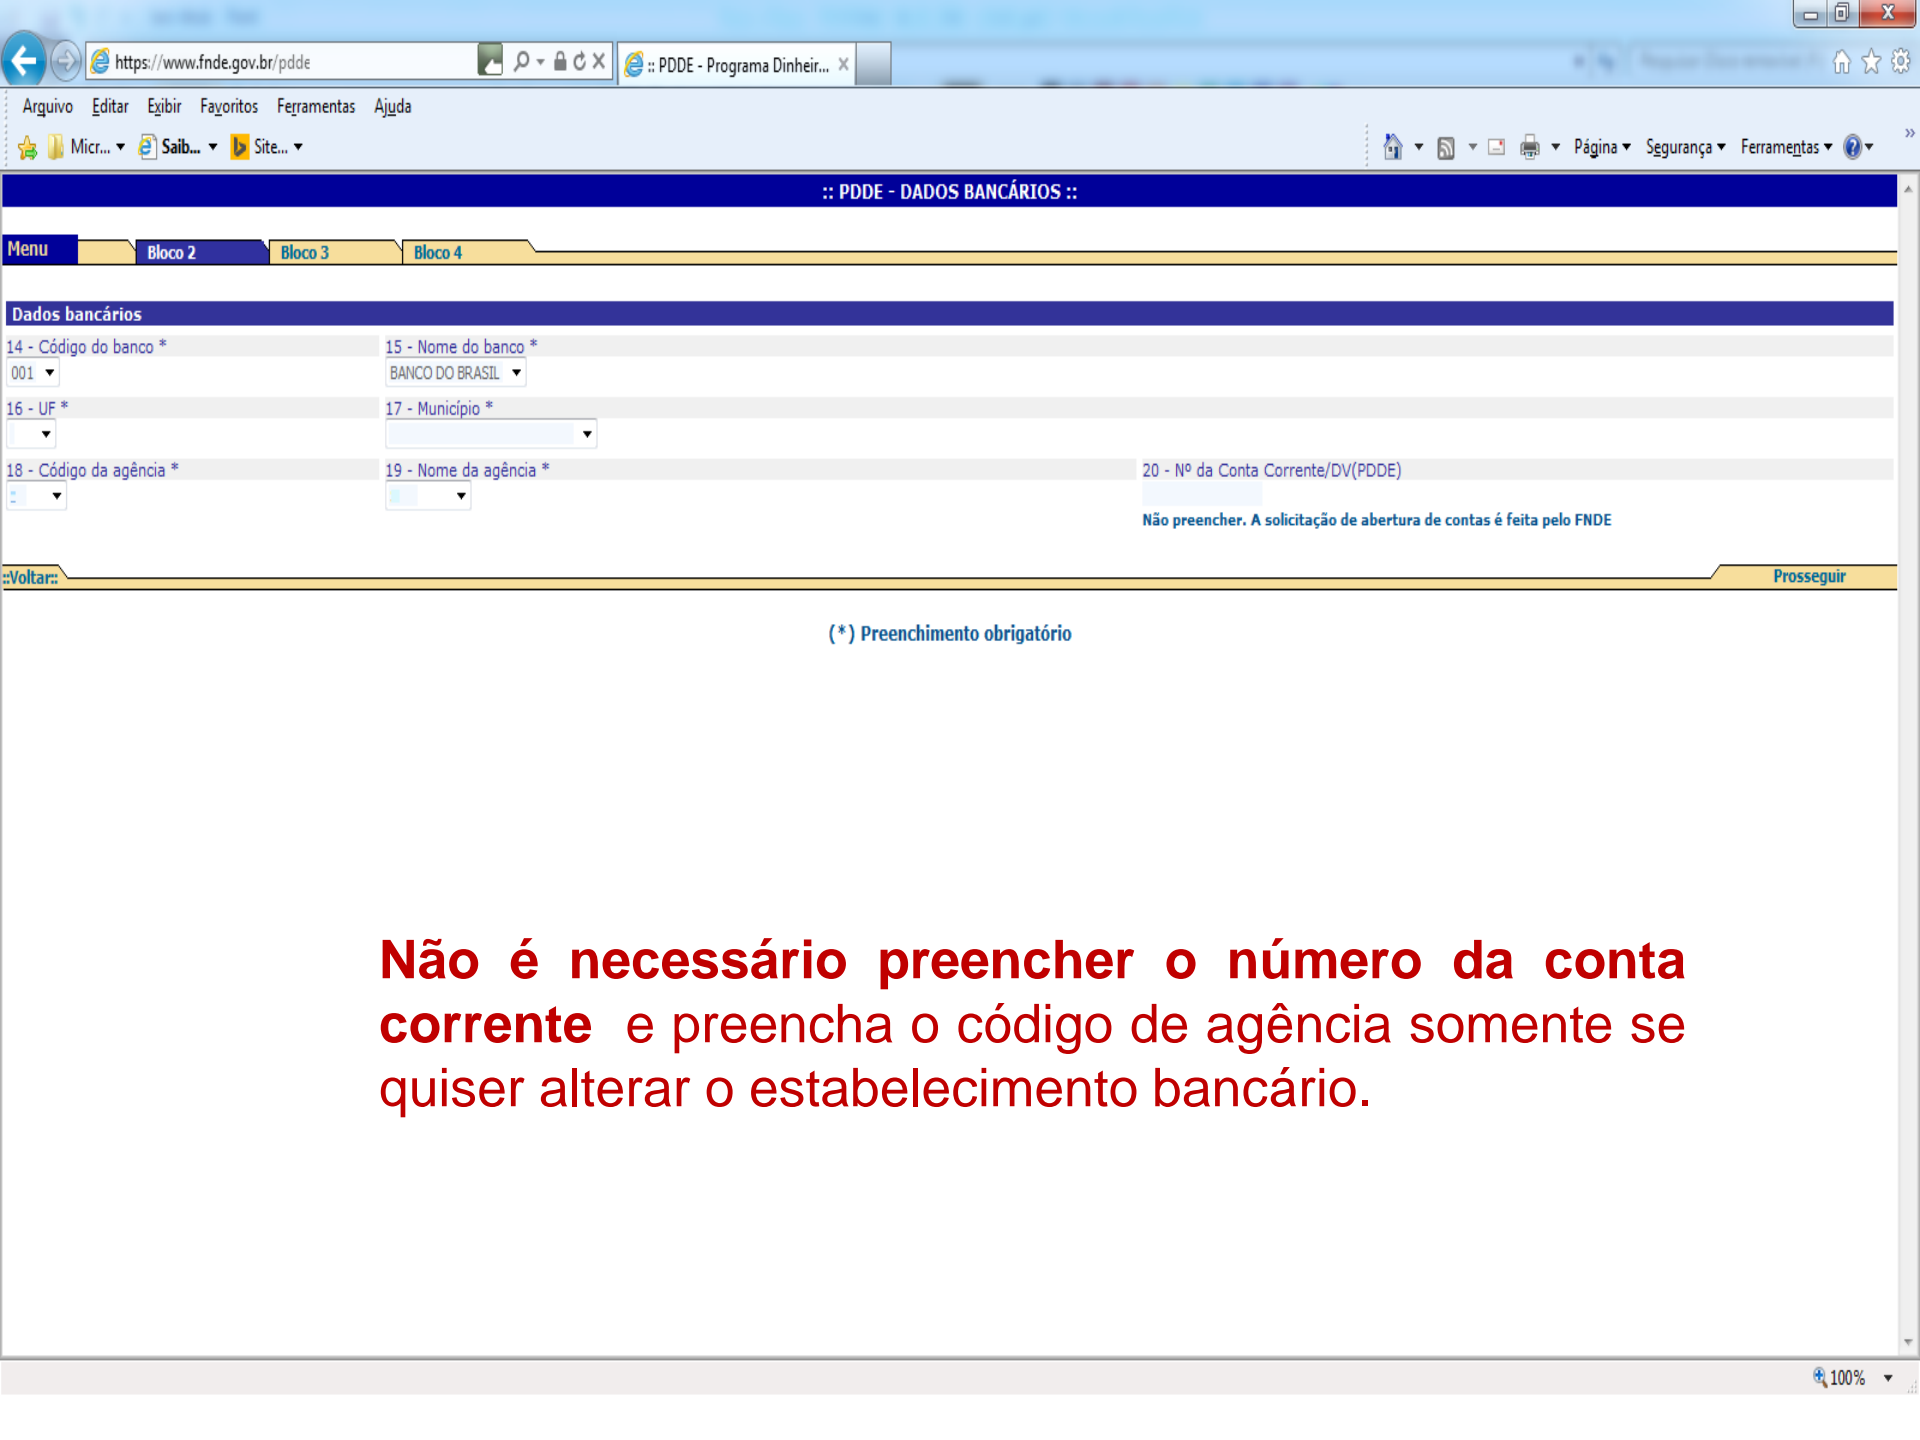 https://www.fnde.gov.br/pdde
:: PDDE - Programa Dinheir...
Arquivo Editar Exibir Favoritos Ferramentas Ajuda
Micr... Saib... Site...
Página Segurança Ferramentas
:: PDDE - DADOS BANCÁRIOS ::
Menu Bloco 2 Bloco 3 Bloco 4
Dados bancários
14 - Código do banco * 15 - Nome do banco *
001 BANCO DO BRASIL
16 - UF * 17 - Município *
18 - Código da agência * 19 - Nome da agência * 20 - Nº da Conta Corrente/DV(PDDE)
Não preencher. A solicitação de abertura de contas é feita pelo FNDE
::Voltar:: Prosseguir
(*) Preenchimento obrigatório
Não é necessário preencher o número da conta
corrente e preencha o código de agência somente se
quiser alterar o estabelecimento bancário.
100%